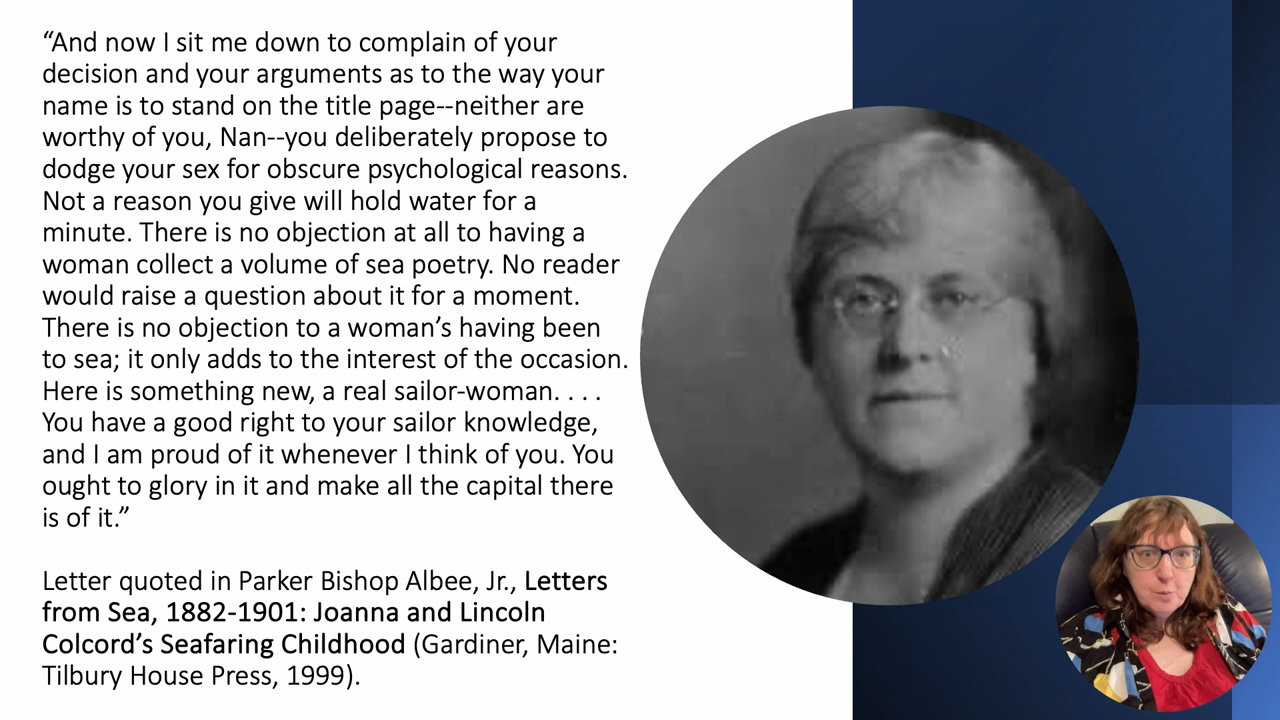 “And now I sit me down to complain of your
decision and your arguments as to the way your
name is to stand on the title page--neither are
worthy of you, Nan--you deliberately propose to
dodge your sex for obscure psychological reasons.
Not a reason you give will hold water for a
minute. There is no objection at all to having a
woman collect a volume of sea poetry. No reader
would raise a question about it for a moment.
There is no objection to a woman’s having been
to sea; it only adds to the interest of the occasion.
Here is something new, a real sailor-woman. . . .
You have a good right to your sailor knowledge,
and I am proud of it whenever I think of you. You
ought to glory in it and make all the capital there
is of it.”
Letter quoted in Parker Bishop Albee, Jr., Letters
from Sea, 1882-1901: Joanna and Lincoln
Colcord’s Seafaring Childhood (Gardiner, Maine:
Tilbury House Press, 1999).